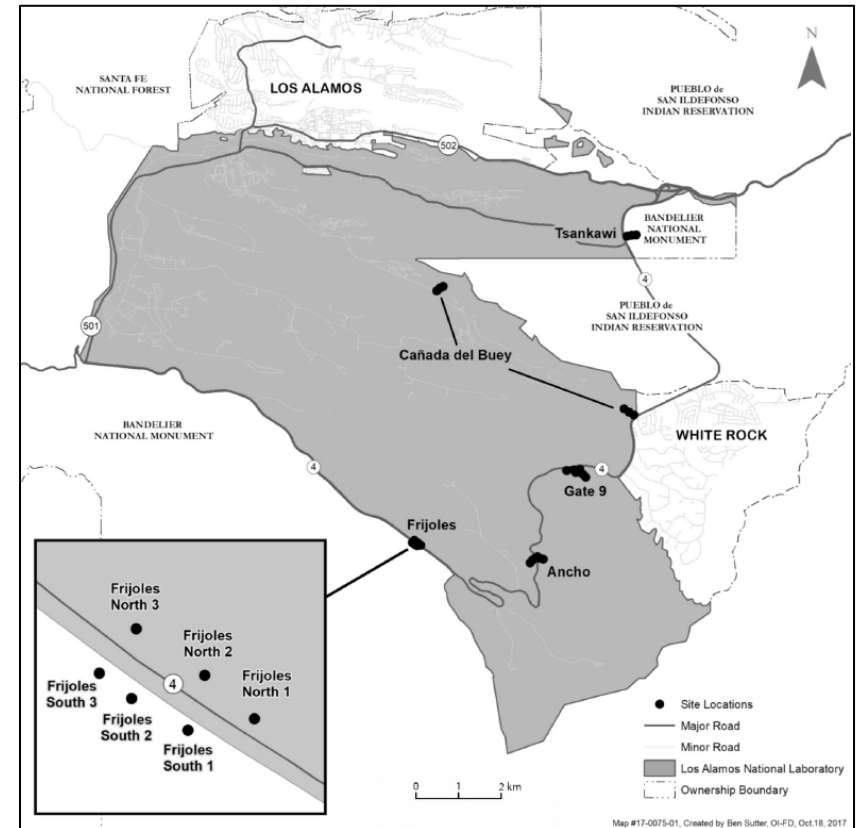 N
SANTA FE
NATIONAL FOREST
LOS ALAMOS
PUEBLO de
SAN ILDEFONSO
INDIAN RESERVATION
502
Tsankawi
BANDELIER
NATIONAL
MONUMENT
4
PUEBLO de
SAN ILDEFONSO
INDIAN RESERVATION
501
Cañada del Buey
BANDELIER
NATIONAL MONUMENT
WHITE ROCK
4
4
Gate 9
Frijoles
Ancho
Frijoles
North 3
Frijoles
North 2
Frijoles
North 1
4
Frijoles
South 3
Frijoles
South 2
Frijoles
South 1
Site Locations
Major Road
Minor Road
Los Alamos National Laboratory
Ownership Boundary
0 1 2 km
Map #17-0075-01, Created by Ben Sutter, OI-FD, Oct.18, 2017